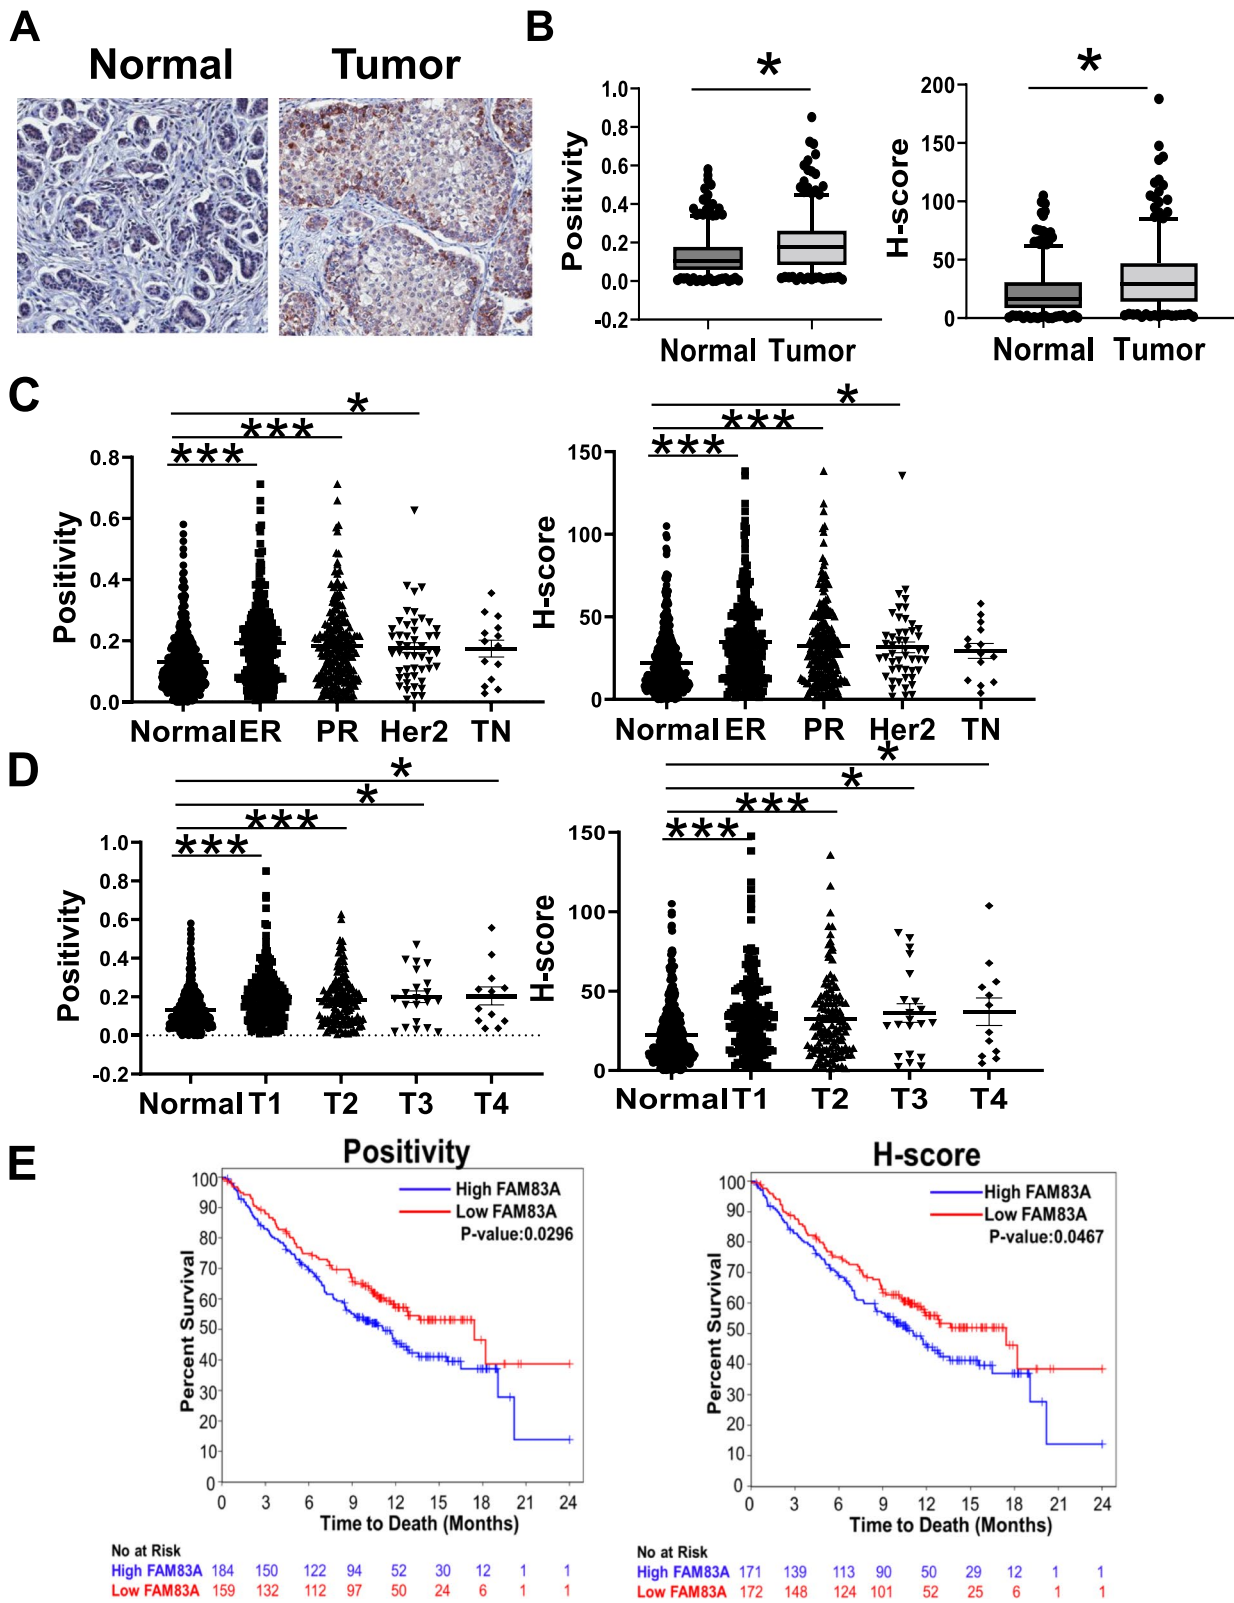 A
Normal Tumor
B
*
Positivity
1.0
0.8
0.6
0.4
0.2
0.0
-0.2
Normal Tumor
*
H-score
200
150
100
50
0
Normal Tumor
C
*
***
***
Positivity
0.8
0.6
0.4
0.2
0.0
Normal ER PR Her2 TN
*
***
***
H-score
150
100
50
0
Normal ER PR Her2 TN
D
*
*
***
***
Positivity
1.0
0.8
0.6
0.4
0.2
0.0
-0.2
Normal T1 T2 T3 T4
*
*
***
***
H-score
150
100
50
0
Normal T1 T2 T3 T4
E
Positivity
High FAM83A
Low FAM83A
P-value:0.0296
Percent Survival
100
90
80
70
60
50
40
30
20
10
0
0 3 6 9 12 15 18 21 24
Time to Death (Months)
No at Risk
High FAM83A 184 150 122 94 52 30 12 1 1
Low FAM83A 159 132 112 97 50 24 6 1 1
H-score
High FAM83A
Low FAM83A
P-value:0.0467
Percent Survival
100
90
80
70
60
50
40
30
20
10
0
0 3 6 9 12 15 18 21 24
Time to Death (Months)
No at Risk
High FAM83A 171 139 113 90 50 29 12 1 1
Low FAM83A 172 148 124 101 52 25 6 1 1